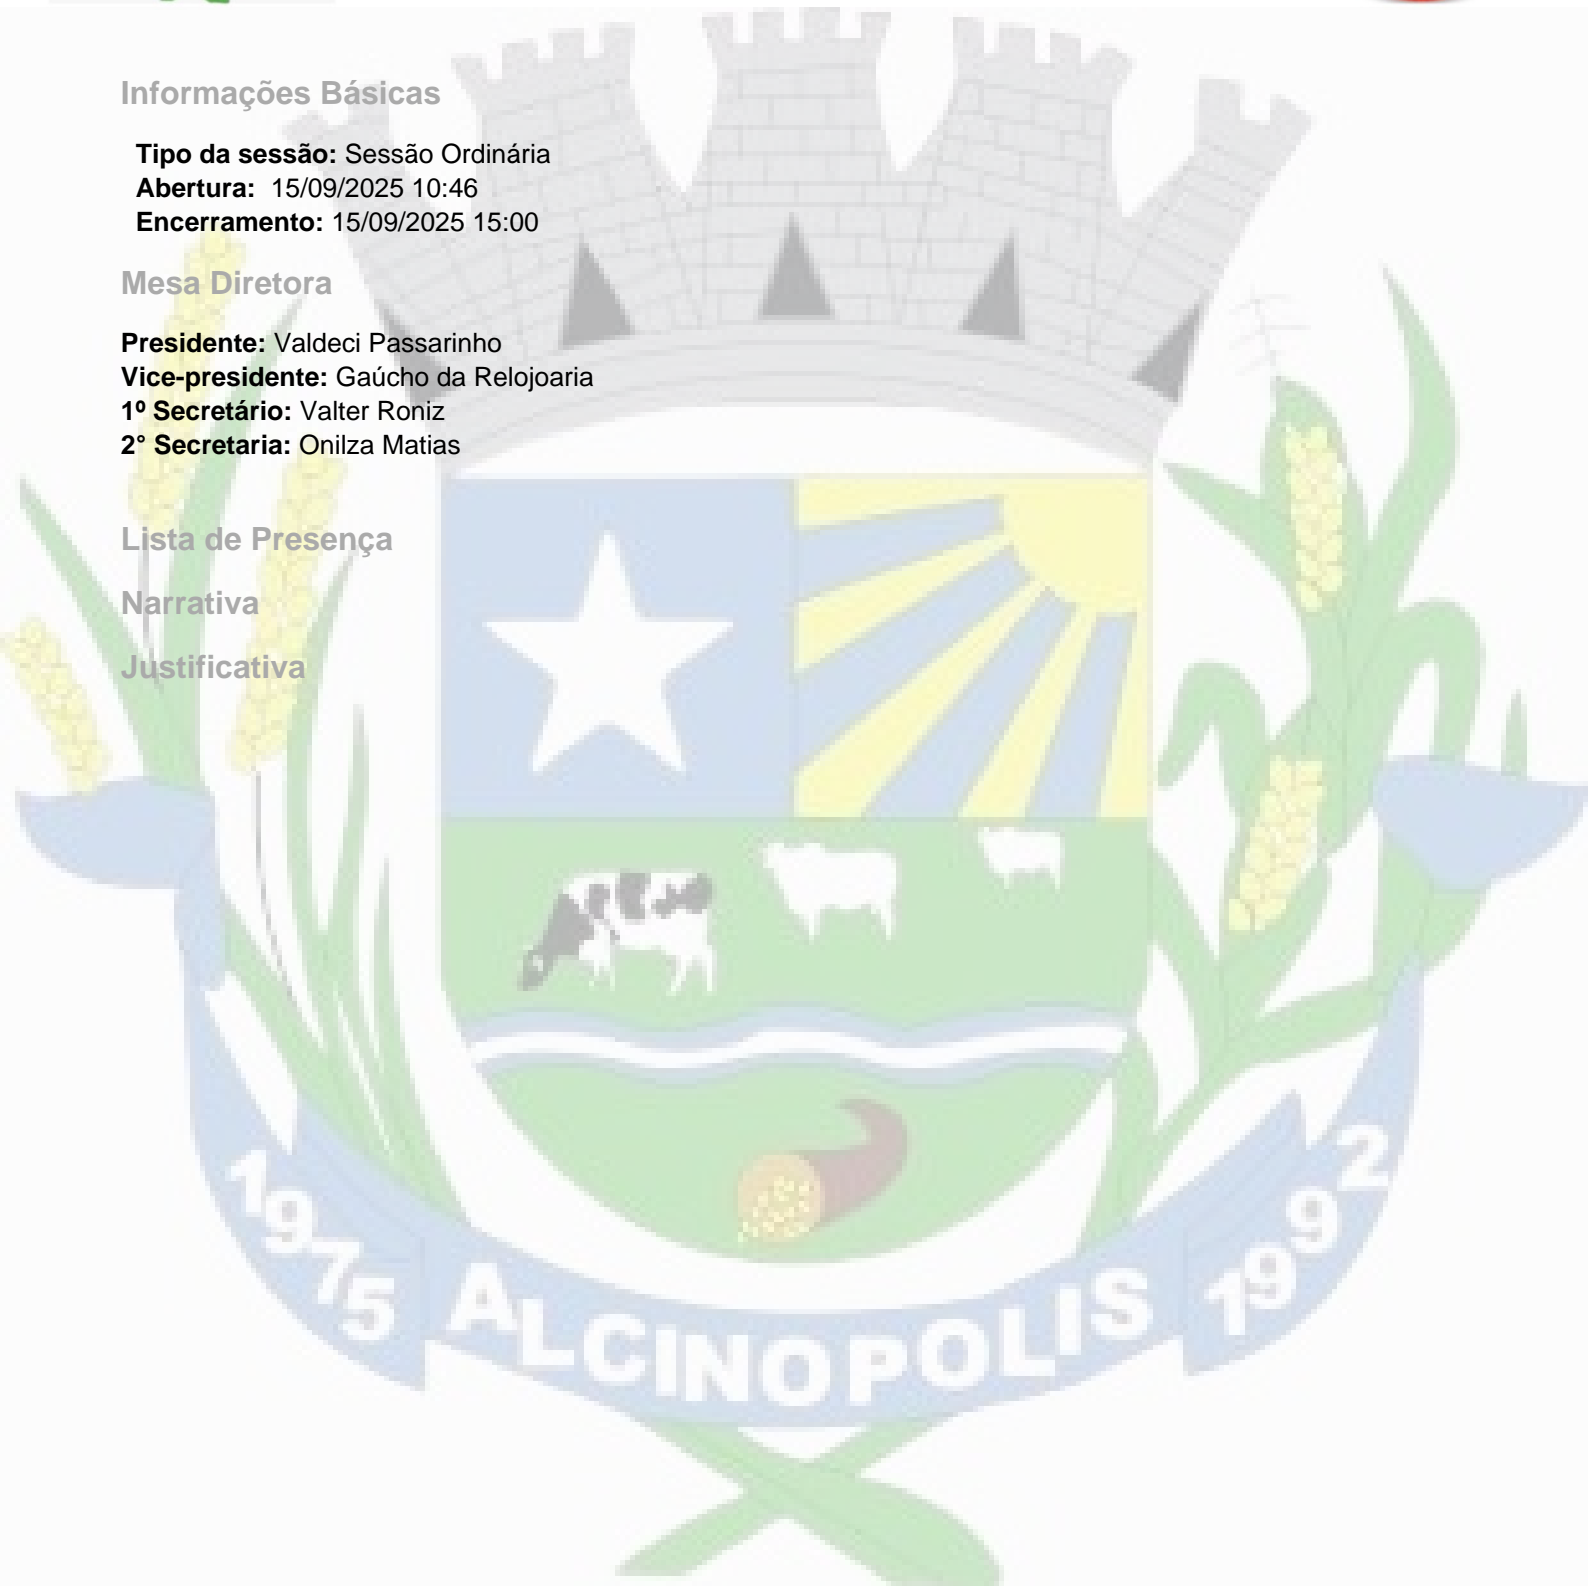 Informações Básicas
Tipo da sessão: Sessão Ordinária
Abertura: 15/09/2025 10:46
Encerramento: 15/09/2025 15:00
Mesa Diretora
Presidente: Valdeci Passarinho
Vice-presidente: Gaúcho da Relojoaria
1º Secretário: Valter Roniz
2° Secretaria: Onilza Matias
Lista de Presença
Narrativa
Justificativa
1975 ALCINOPOLIS 1992